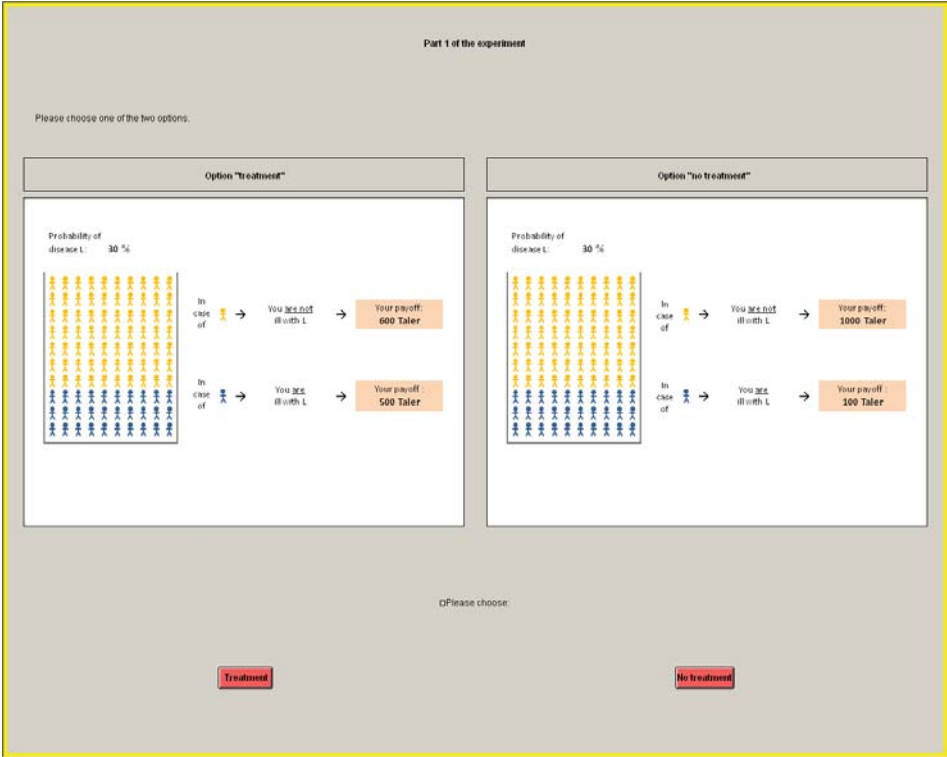 Part 1 of the experiment
Please choose one of the two options.
Option "treatment"
Probability of
disease L: 30 %
In
case
of
→
You are not
ill with L
→
Your payoff:
600 Taler
In
case
of
→
You are
ill with L
→
Your payoff :
500 Taler
Option "no treatment"
Probability of
disease L: 30 %
In
case
of
→
You are not
ill with L
→
Your payoff:
1000 Taler
In
case
of
→
You are
ill with L
→
Your payoff :
100 Taler
Please choose:
Treatment
No treatment